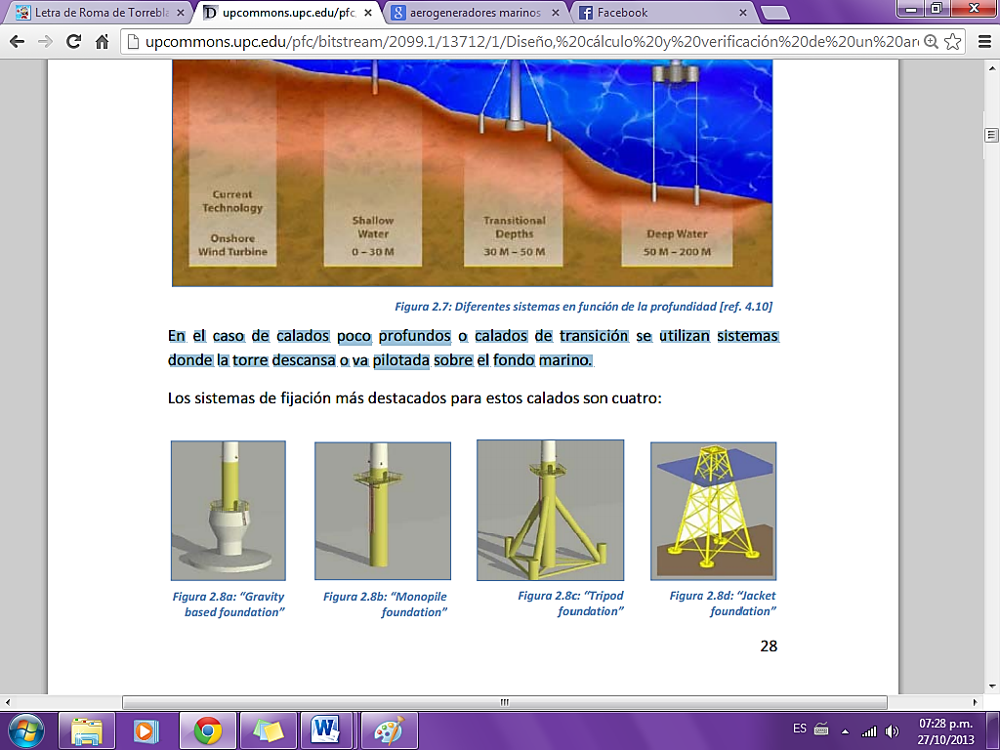 Letra de Roma de Torrebla
upcommons.upc.edu/pfc/
aerogeneradores marinos
Facebook
upcommons.upc.edu/pfc/bitstream/2099.1/13712/1/Diseño,%20cálculo%20y%20verificación%20de%20un%20ar
Current
Technology
Onshore
Wind Turbine
Shallow
Water
0 – 30 M
Transitional
Depths
30 M – 50 M
Deep Water
50 M – 200 M
Figura 2.7: Diferentes sistemas en función de la profundidad [ref. 4.10]
En el caso de calados poco profundos o calados de transición se utilizan sistemas
donde la torre descansa o va pilotada sobre el fondo marino.
Los sistemas de fijación más destacados para estos calados son cuatro:
Figura 2.8a: “Gravity
based foundation”
Figura 2.8b: “Monopile
foundation”
Figura 2.8c: “Tripod
foundation”
Figura 2.8d: “Jacket
foundation”
28
ES
07:28 p.m.
27/10/2013